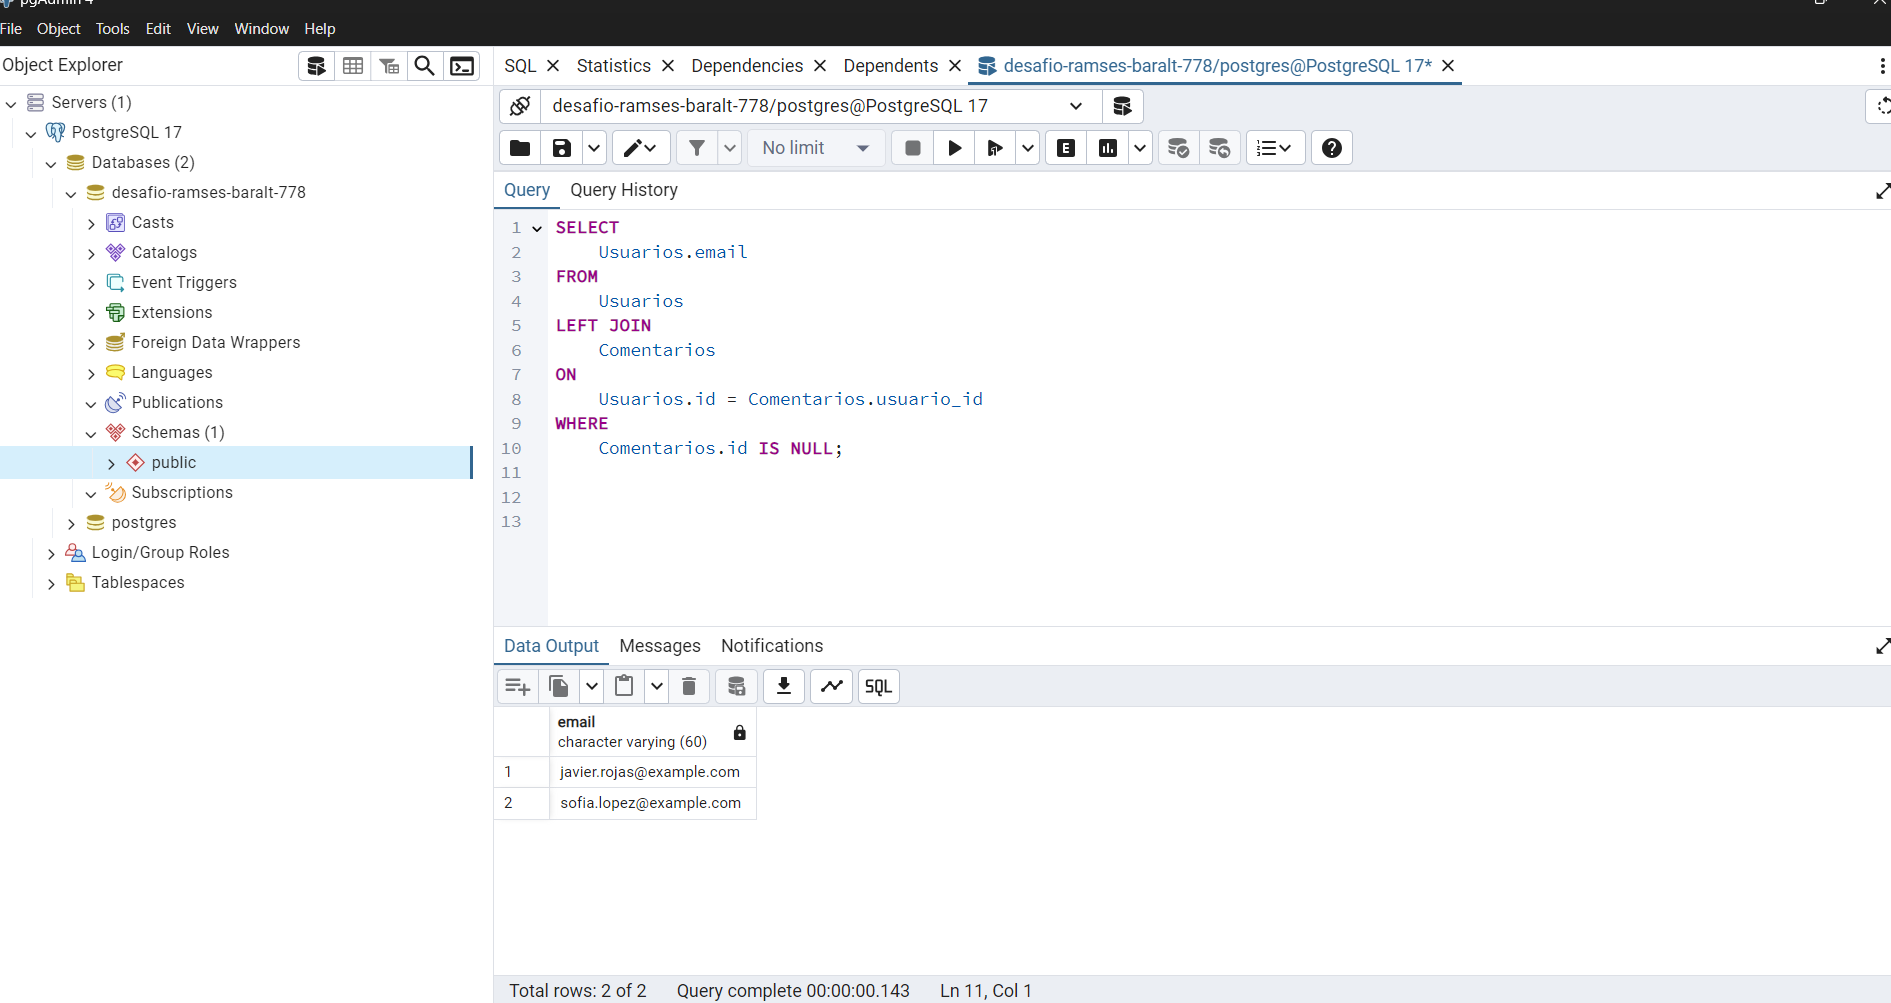 pgAdmin 4
File Object Tools Edit View Window Help
Object Explorer
SQL Statistics Dependencies Dependents desafio-ramses-baralt-778/postgres@PostgreSQL 17*
Servers (1)
PostgreSQL 17
Databases (2)
desafio-ramses-baralt-778
Casts
Catalogs
Event Triggers
Extensions
Foreign Data Wrappers
Languages
Publications
Schemas (1)
public
Subscriptions
postgres
Login/Group Roles
Tablespaces
desafio-ramses-baralt-778/postgres@PostgreSQL 17
No limit E
Query Query History
1 SELECT
2 Usuarios.email
3 FROM
4 Usuarios
5 LEFT JOIN
6 Comentarios
7 ON
8 Usuarios.id = Comentarios.usuario_id
9 WHERE
10 Comentarios.id IS NULL;
11
12
13
Data Output Messages Notifications
SQL
email
character varying (60)
1 javier.rojas@example.com
2 sofia.lopez@example.com
Total rows: 2 of 2 Query complete 00:00:00.143 Ln 11, Col 1